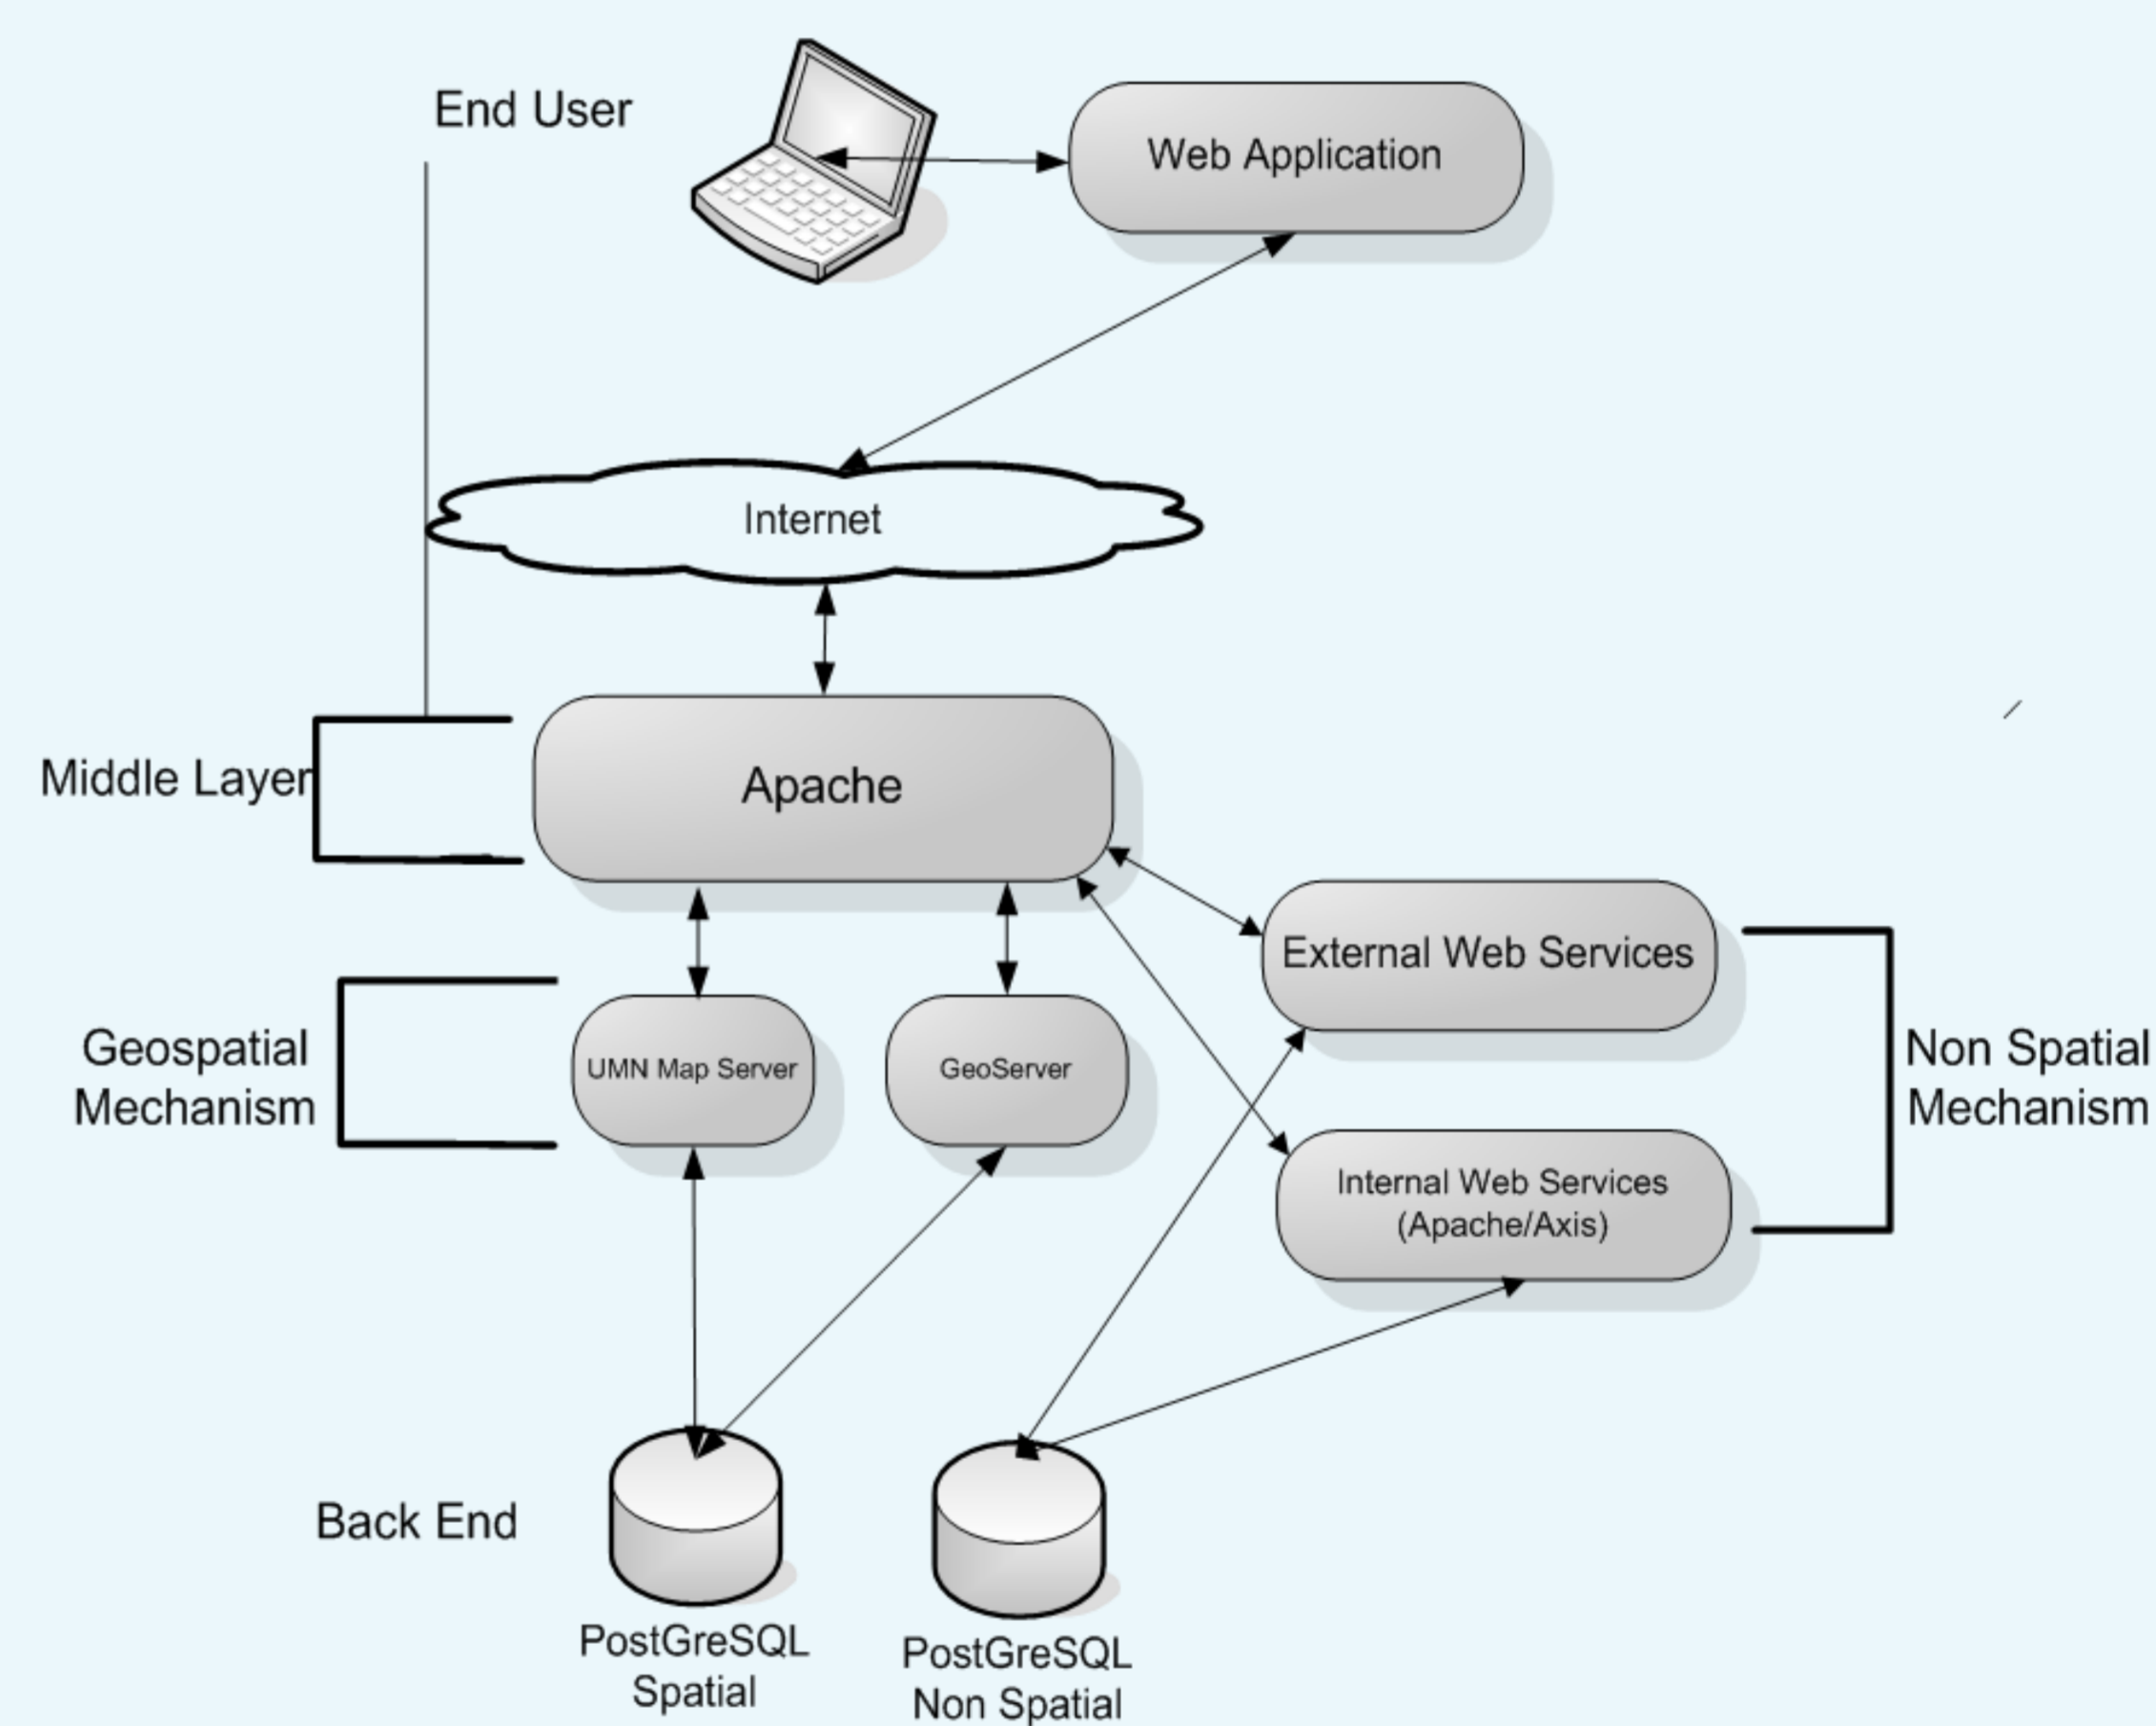 End User
Web Application
Internet
Middle Layer
Apache
External Web Services
Geospatial
Mechanism
UMN Map Server
GeoServer
Non Spatial
Mechanism
Internal Web Services
(Apache/Axis)
Back End
PostGreSQL
Spatial
PostGreSQL
Non Spatial